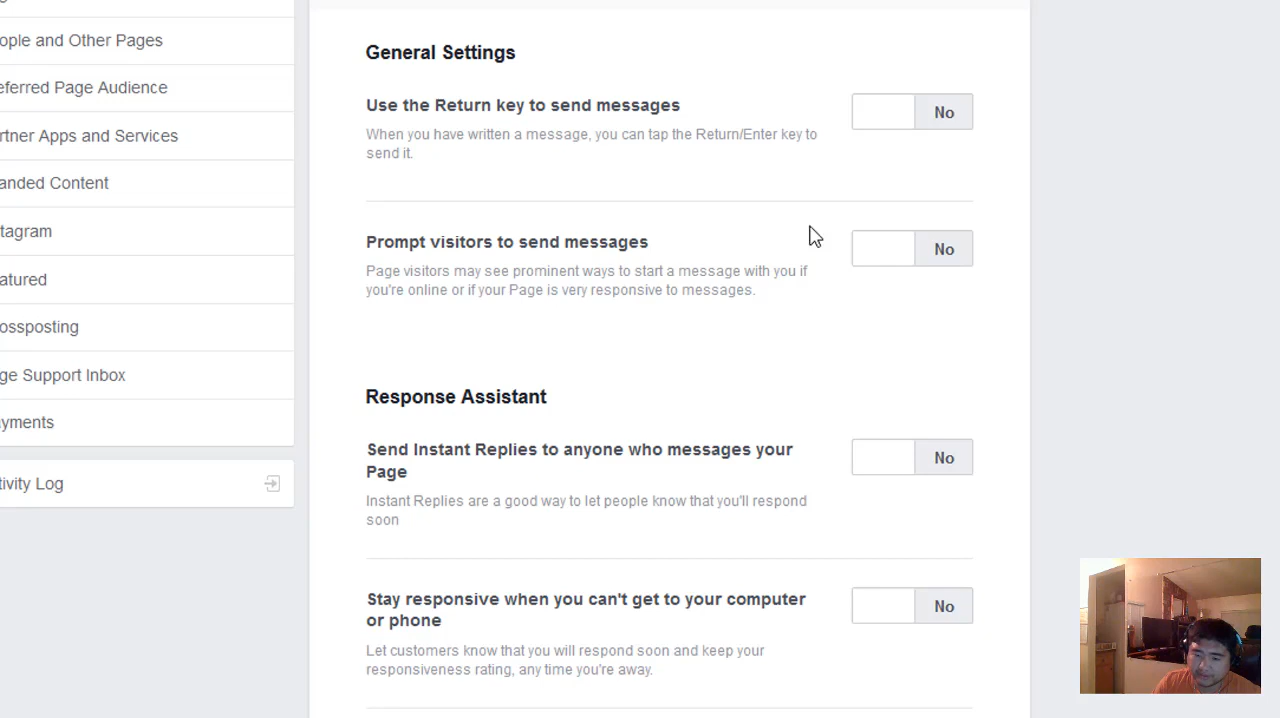 ople and Other Pages
eferred Page Audience
rtner Apps and Services
anded Content
tagram
atured
ossposting
ge Support Inbox
yments
tivity Log
General Settings
Use the Return key to send messages
No
When you have written a message, you can tap the Return/Enter key to
send it.
Prompt visitors to send messages
No
Page visitors may see prominent ways to start a message with you if
you're online or if your Page is very responsive to messages.
Response Assistant
Send Instant Replies to anyone who messages your
Page
No
Instant Replies are a good way to let people know that you'll respond
soon
Stay responsive when you can't get to your computer
or phone
No
Let customers know that you will respond soon and keep your
responsiveness rating, any time you're away.